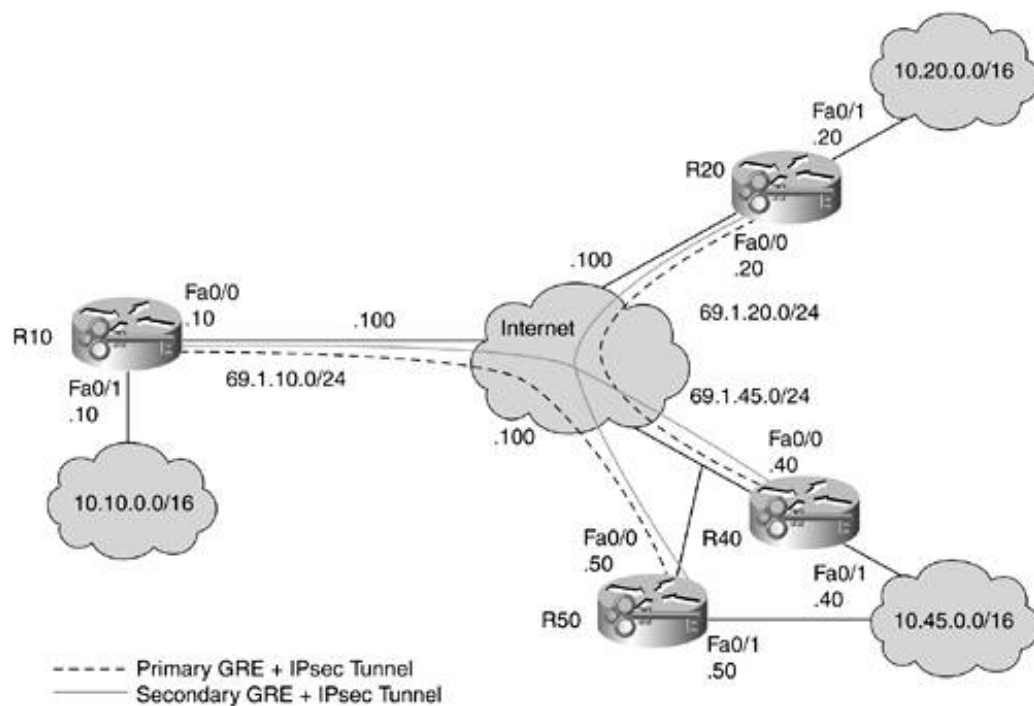 10.20.0.0/16
Fa0/1
.20
R20
Fa0/0
.20
.100
69.1.20.0/24
Fa0/0
.10
R10
.100
Internet
Fa0/1
.10
69.1.10.0/24
69.1.45.0/24
.100
Fa0/0
.40
10.10.0.0/16
R40
Fa0/0
.50
Fa0/1
.40
10.45.0.0/16
R50
Fa0/1
.50
Primary GRE + IPsec Tunnel
Secondary GRE + IPsec Tunnel